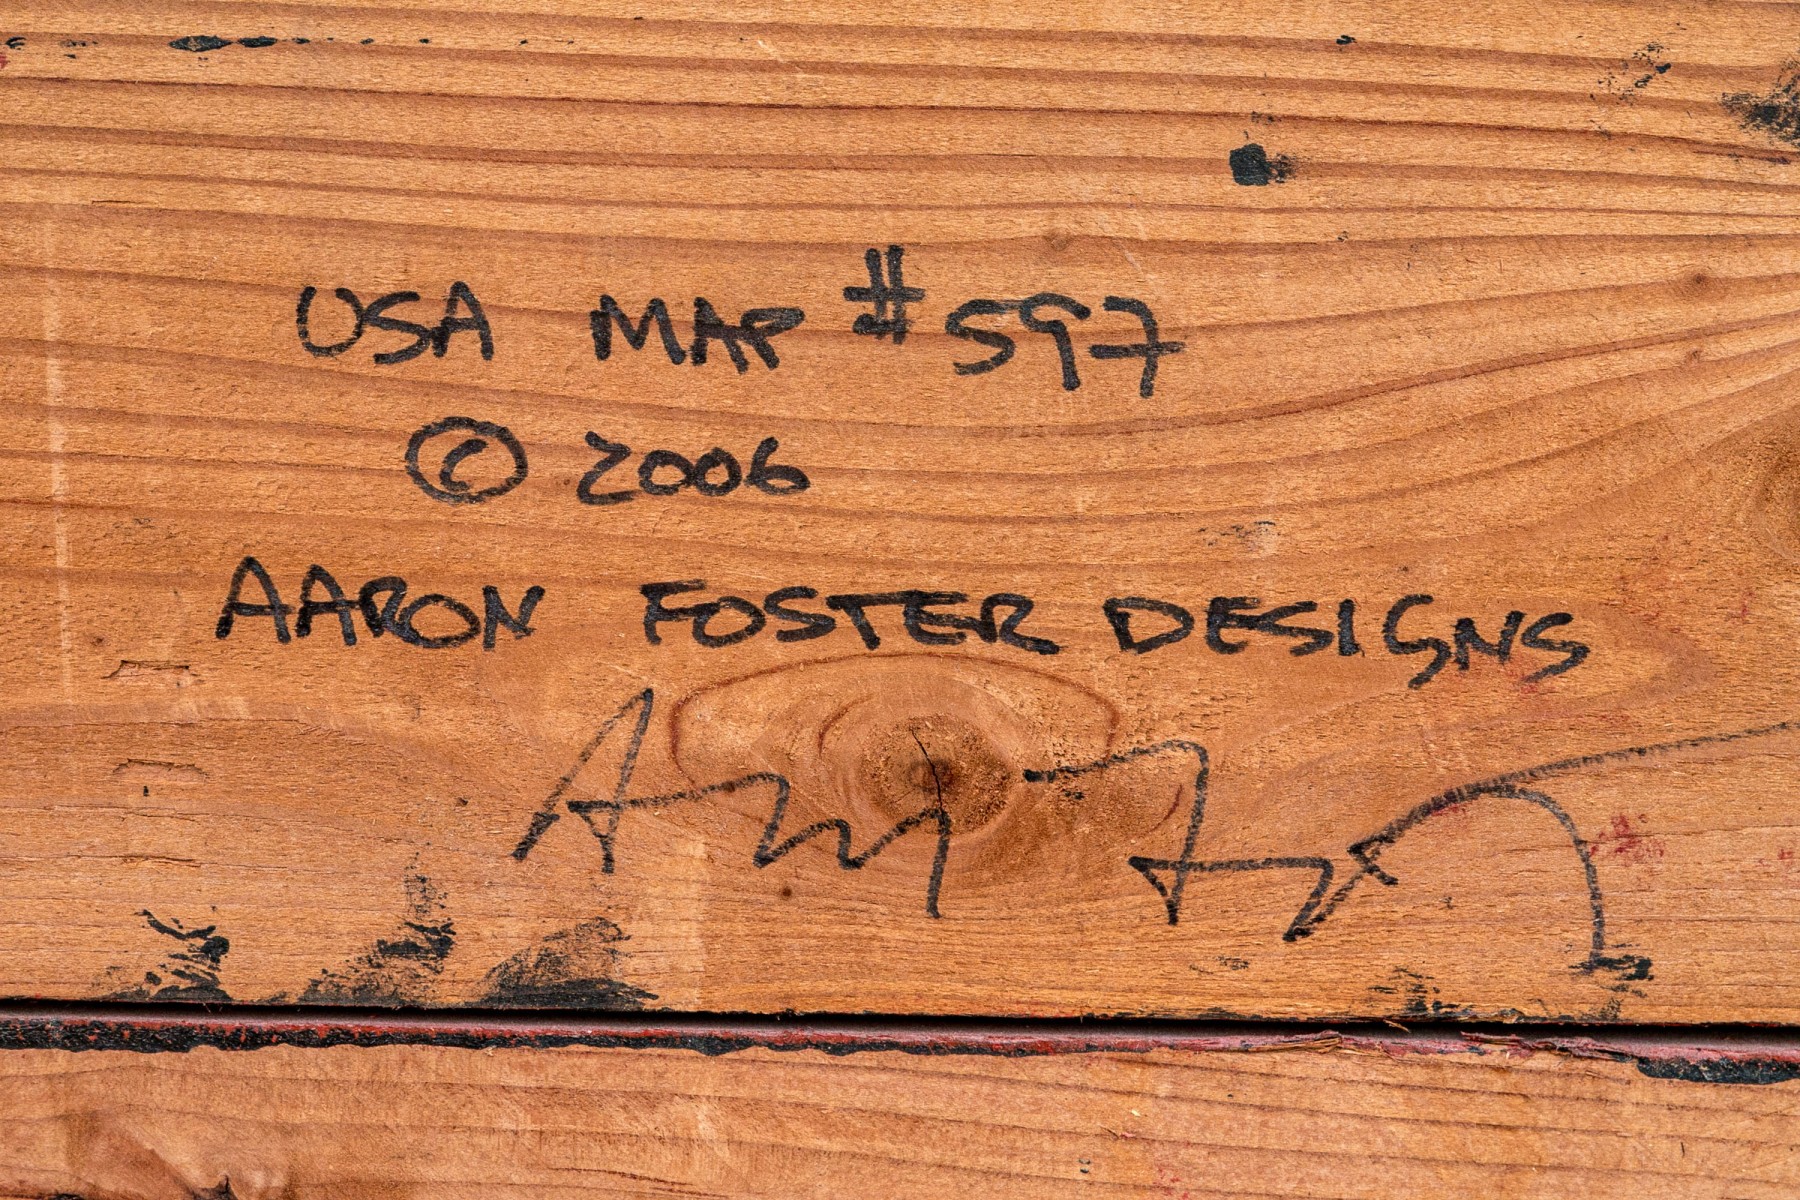 USA MAP #597
© 2006
AARON FOSTER DESIGNS